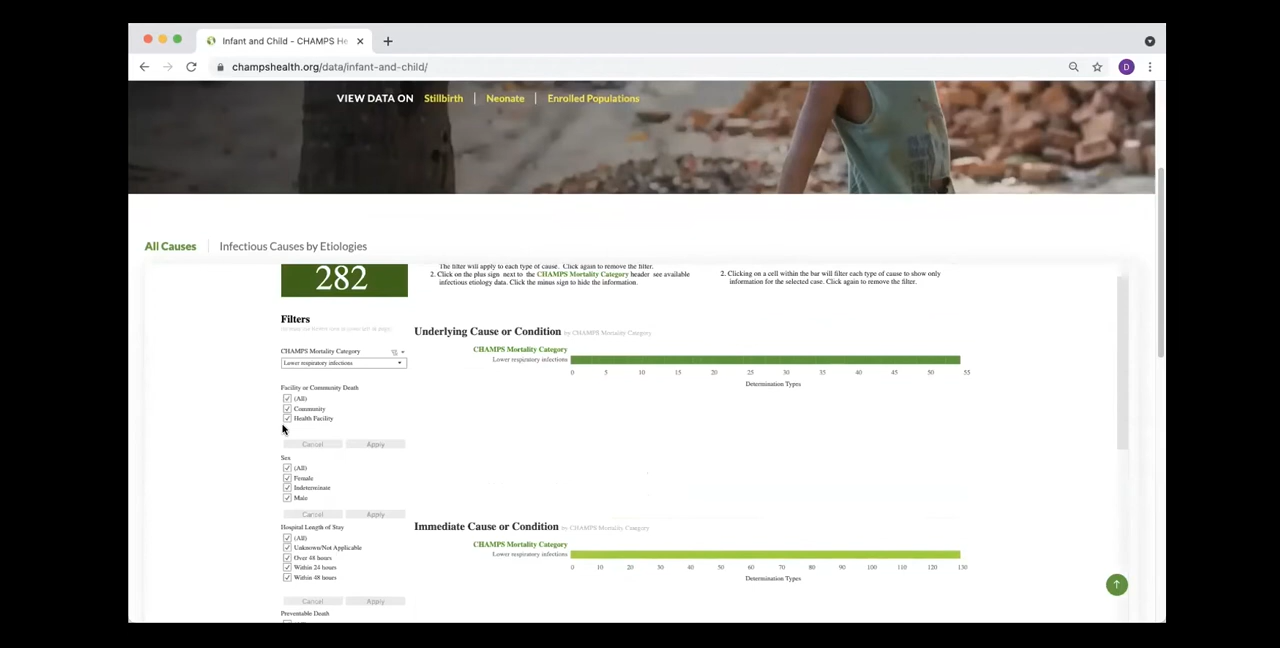 Infant and Child – CHAMPS He
champshealth.org/data/infant-and-child/
D
VIEW DATA ON Stillbirth | Neonate | Enrolled Populations
All Causes | Infectious Causes by Etiologies
282
The filter will apply to each type of cause. Click again to remove the filter.
2. Click on the plus sign next to the CHAMPS Mortality Category header see available
infectious etiology data. Click the minus sign to hide the information.
2. Clicking on a cell within the bar will filter each type of cause to show only
information for the selected case. Click again to remove the filter.
Filters
CHAMPS Mortality Category
Lower respiratory infections
Facility or Community Death
(All)
Community
Health Facility
Cancel Apply
Sex
(All)
Female
Indeterminate
Male
Cancel Apply
Hospital Length of Stay
(All)
Unknown/Not Applicable
Over 48 hours
Within 24 hours
Within 48 hours
Cancel Apply
Preventable Death
Underlying Cause or Condition by CHAMPS Mortality Category
CHAMPS Mortality Category
Lower respiratory infections
0 5 10 15 20 25 30 35 40 45 50 55
Determination Types
Immediate Cause or Condition by CHAMPS Mortality Category
CHAMPS Mortality Category
Lower respiratory infections
0 10 20 30 40 50 60 70 80 90 100 110 120 130
Determination Types